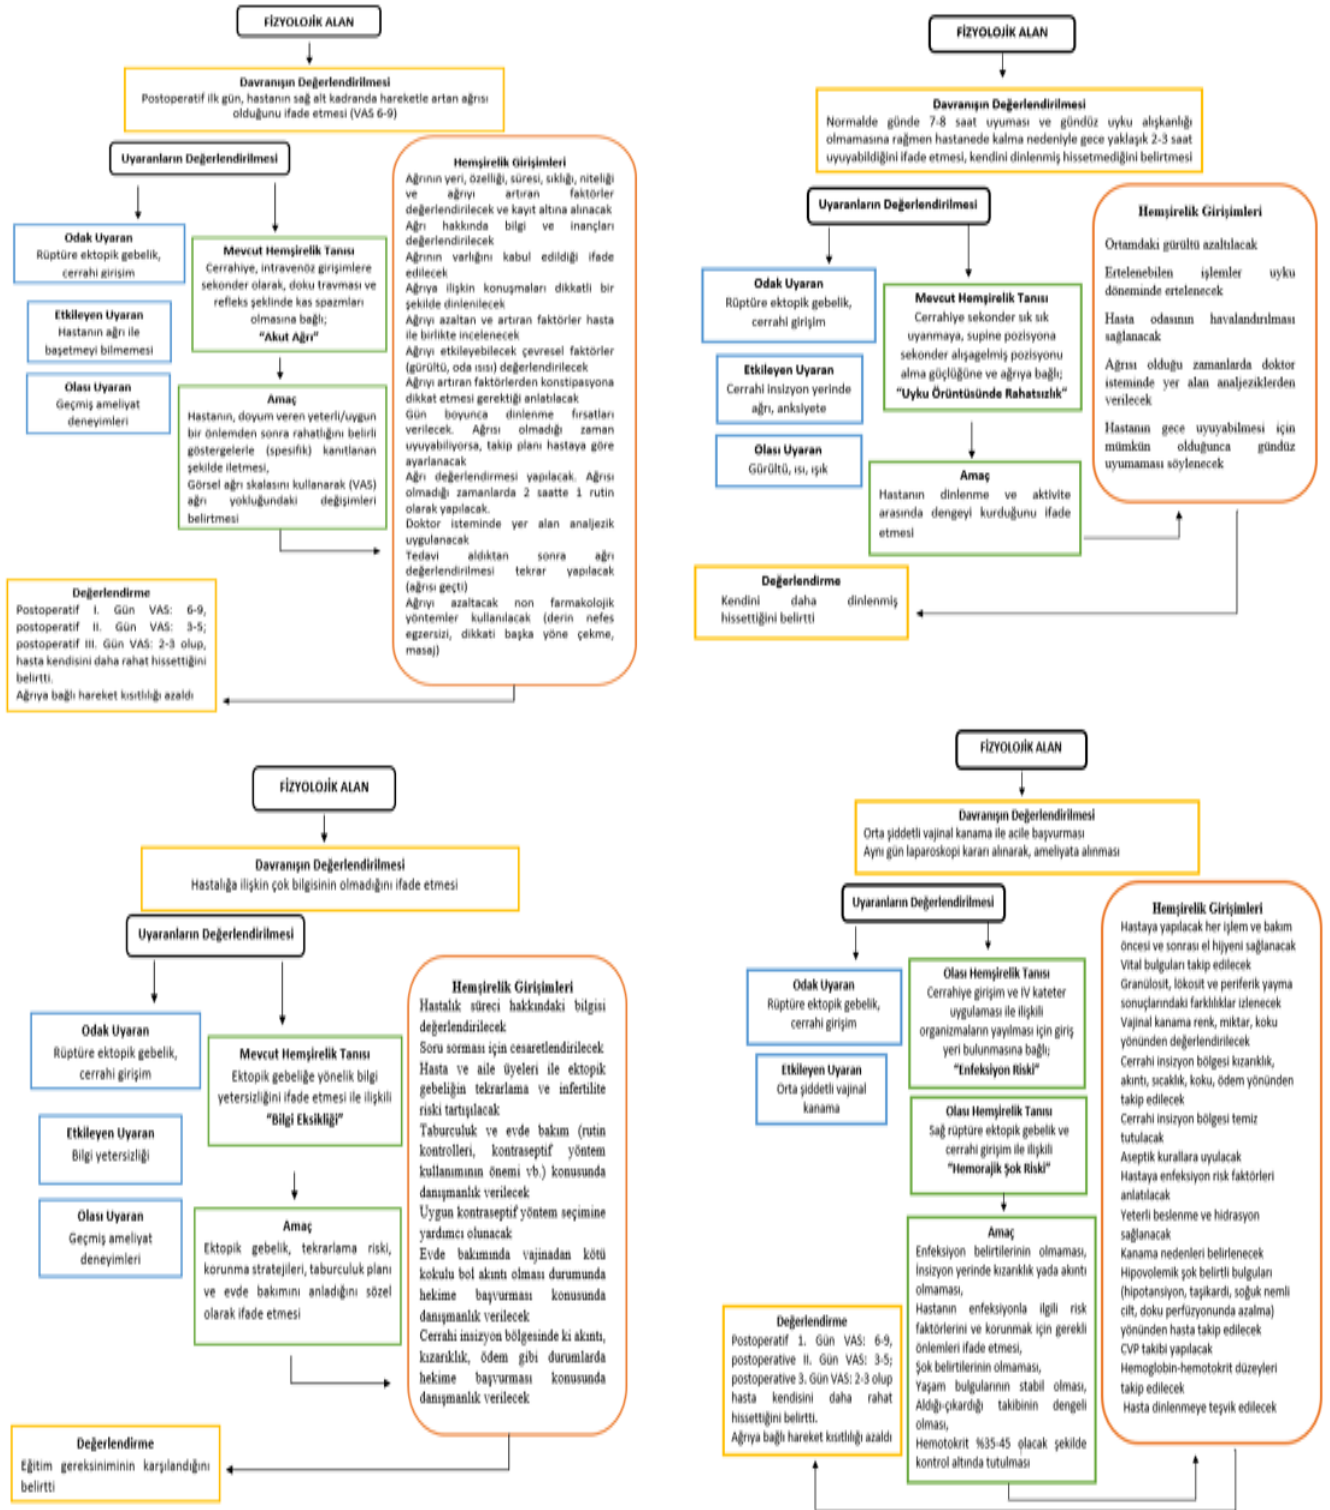 FİZYOLOJİK ALAN
Davranışın Değerlendirilmesi
Postoperatif ilk gün, hastanın sağ alt kadranda hareketle artan ağrısı
olduğunu ifade etmesi (VAS 6-9)
Uyaranların Değerlendirilmesi
Odak Uyaran
Rüptüre ektopik gebelik,
cerrahi girişim
Etkileyen Uyaran
Hastanın ağrı ile
başetmeyi bilmemesi
Olası Uyaran
Geçmiş ameliyat
deneyimleri
Mevcut Hemşirelik Tanısı
Cerrahiye, intravenöz girişimlere
sekonder olarak, doku travması ve
refleks şeklinde kas spazmları
olmasına bağlı;
"Akut Ağrı"
Amaç
Hastanın, doyum veren yeterli/uygun
bir önlemden sonra rahatlığını belirli
göstergelerle (spesifik) kanıtlanan
şekilde iletmesi,
Görsel ağrı skalasını kullanarak (VAS)
ağrı yokluğundaki değişimleri
belirtmesi
Hemşirelik Girişimleri
Ağrının yeri, özelliği, süresi, sıklığı, niteliği
ve ağrıyı artıran faktörler
değerlendirilecek ve kayıt altına alınacak
Ağrı hakkında bilgi ve inançları
değerlendirilecek
Ağrının varlığını kabul edildiği ifade
edilecek
Ağrıya ilişkin konuşmaları dikkatli bir
şekilde dinlenilecek
Ağrıyı azaltan ve artıran faktörler hasta
ile birlikte incelenecek
Ağrıyı etkileyebilecek çevresel faktörler
(gürültü, oda ısısı) değerlendirilecek
Ağrıyı artıran faktörlerden konstipasyona
dikkat etmesi gerektiği anlatılacak
Gün boyunca dinlenme fırsatları
verilecek. Ağrısı olmadığı zaman
uyuyabiliyorsa, takip planı hastaya göre
ayarlanacak
Ağrı değerlendirmesi yapılacak. Ağrısı
olmadığı zamanlarda 2 saatte 1 rutin
olarak yapılacak.
Doktor isteminde yer alan analjezik
uygulanacak
Tedavi aldıktan sonra ağrı
değerlendirilmesi tekrar yapılacak
(ağrısı geçti)
Ağrıyı azaltacak non farmakolojik
yöntemler kullanılacak (derin nefes
egzersizi, dikkati başka yöne çekme,
masaj)
Değerlendirme
Postoperatif I. Gün VAS: 6-9,
postoperatif II. Gün VAS: 3-5;
postoperatif III. Gün VAS: 2-3 olup,
hasta kendisini daha rahat hissettiğini
belirtti.
Ağrıya bağlı hareket kısıtlılığı azaldı
FİZYOLOJİK ALAN
Davranışın Değerlendirilmesi
Normalde günde 7-8 saat uyuması ve gündüz uyku alışkanlığı
olmamasına rağmen hastanede kalma nedeniyle gece yaklaşık 2-3 saat
uyuyabildiğini ifade etmesi, kendini dinlenmiş hissetmediğini belirtmesi
Uyaranların Değerlendirilmesi
Odak Uyaran
Rüptüre ektopik gebelik,
cerrahi girişim
Etkileyen Uyaran
Cerrahi insizyon yerinde
ağrı, anksiyete
Olası Uyaran
Gürültü, ısı, ışık
Mevcut Hemşirelik Tanısı
Cerrahiye sekonder sık sık
uyanmaya, supine pozisyona
sekonder alışagelmiş pozisyonu
alma güçlüğüne ve ağrıya bağlı;
"Uyku Örüntüsünde Rahatsızlık"
Amaç
Hastanın dinlenme ve aktivite
arasında dengeyi kurduğunu ifade
etmesi
Hemşirelik Girişimleri
Ortamdaki gürültü azaltılacak
Ertelenebilen işlemler uyku
döneminde ertelenecek
Hasta odasının havalandırılması
sağlanacak
Ağrısı olduğu zamanlarda doktor
isteminde yer alan analjeziklerden
verilecek
Hastanın gece uyuyabilmesi için
mümkün olduğunca gündüz
uyumaması söylenecek
Değerlendirme
Kendini daha dinlenmiş
hissettiğini belirtti
FİZYOLOJİK ALAN
Davranışın Değerlendirilmesi
Hastalığa ilişkin çok bilgisinin olmadığını ifade etmesi
Uyaranların Değerlendirilmesi
Odak Uyaran
Rüptüre ektopik gebelik,
cerrahi girişim
Etkileyen Uyaran
Bilgi yetersizliği
Olası Uyaran
Geçmiş ameliyat
deneyimleri
Mevcut Hemşirelik Tanısı
Ektopik gebeliğe yönelik bilgi
yetersizliğini ifade etmesi ile ilişkili
"Bilgi Eksikliği"
Amaç
Ektopik gebelik, tekrarlama riski,
korunma stratejileri, taburculuk planı
ve evde bakımını anladığını sözel
olarak ifade etmesi
Hemşirelik Girişimleri
Hastalık süreci hakkındaki bilgisi
değerlendirilecek
Soru sorması için cesaretlendirilecek
Hasta ve aile üyeleri ile ektopik
gebeliğin tekrarlama ve infertilite
riski tartışılacak
Taburculuk ve evde bakım (rutin
kontrolleri, kontraseptif yöntem
kullanımının önemi vb.) konusunda
danışmanlık verilecek
Uygun kontraseptif yöntem seçimine
yardımcı olunacak
Evde bakımında vajinadan kötü
kokulu bol akıntı olması durumunda
hekime başvurması konusunda
danışmanlık verilecek
Cerrahi insizyon bölgesinde ki akıntı,
kızarıklık, ödem gibi durumlarda
hekime başvurması konusunda
danışmanlık verilecek
Değerlendirme
Eğitim gereksiniminin karşılandığını
belirtti
FİZYOLOJİK ALAN
Davranışın Değerlendirilmesi
Orta şiddetli vajinal kanama ile acile başvurması
Aynı gün laparoskopi kararı alınarak, ameliyata alınması
Uyaranların Değerlendirilmesi
Odak Uyaran
Rüptüre ektopik gebelik,
cerrahi girişim
Etkileyen Uyaran
Orta şiddetli vajinal
kanama
Olası Hemşirelik Tanısı
Cerrahiye girişim ve IV kateter
uygulaması ile ilişkili
organizmaların yayılması için giriş
yeri bulunmasına bağlı;
"Enfeksiyon Riski"
Olası Hemşirelik Tanısı
Sağ rüptüre ektopik gebelik ve
cerrahi girişim ile ilişkili
"Hemorajik Şok Riski"
Amaç
Enfeksiyon belirtilerinin olmaması,
İnsizyon yerinde kızarıklık yada akıntı
olmaması,
Hastanın enfeksiyonla ilgili risk
faktörlerini ve korunmak için gerekli
önlemleri ifade etmesi,
Şok belirtilerinin olmaması,
Yaşam bulgularının stabil olması,
Aldığı-çıkardığı takibinin dengeli
olması,
Hemotokrit %35-45 olacak şekilde
kontrol altında tutulması
Hemşirelik Girişimleri
Hastaya yapılacak her işlem ve bakım
öncesi ve sonrası el hijyeni sağlanacak
Vital bulguları takip edilecek
Granülosit, lökosit ve periferik yayma
sonuçlarındaki farklılıklar izlenecek
Vajinal kanama renk, miktar, koku
yönünden değerlendirilecek
Cerrahi insizyon bölgesi kızarıklık,
akıntı, sıcaklık, koku, ödem yönünden
takip edilecek
Cerrahi insizyon bölgesi temiz
tutulacak
Aseptik kurallara uyulacak
Hastaya enfeksiyon risk faktörleri
anlatılacak
Yeterli beslenme ve hidrasyon
sağlanacak
Kanama nedenleri belirlenecek
Hipovolemik şok belirtli bulguları
(hipotansiyon, taşikardi, soğuk nemli
cilt, doku perfüzyonunda azalma)
yönünden hasta takip edilecek
CVP takibi yapılacak
Hemoglobin-hemotokrit düzeyleri
takip edilecek
Hasta dinlenmeye teşvik edilecek
Değerlendirme
Postoperatif 1. Gün VAS: 6-9,
postoperative II. Gün VAS: 3-5;
postoperative 3. Gün VAS: 2-3 olup
hasta kendisini daha rahat
hissettiğini belirtti.
Ağrıya bağlı hareket kısıtlılığı azaldı